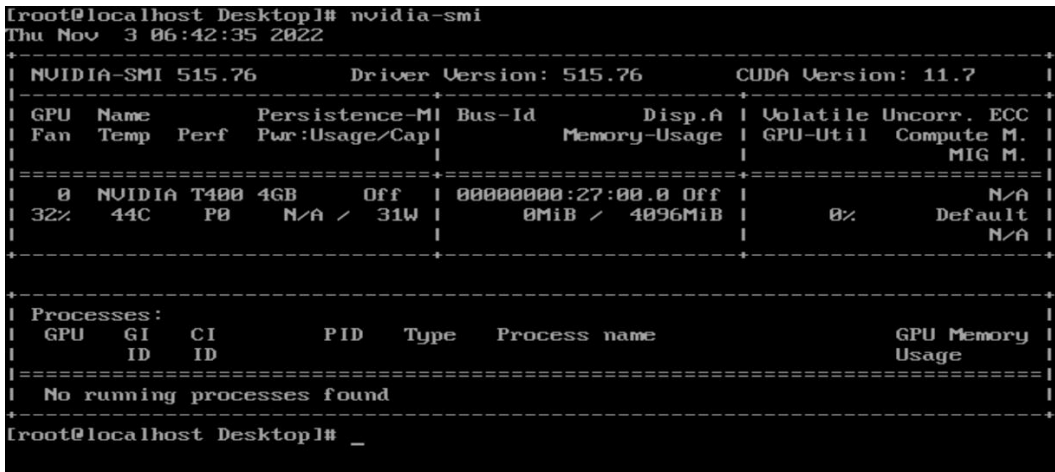 [root@localhost Desktop]# nvidia-smi
Thu Nov  3 06:42:35 2022
+-----------------------------------------------------------------------------+
| NVIDIA-SMI 515.76       Driver Version: 515.76       CUDA Version: 11.7     |
|-------------------------------+----------------------+----------------------+
| GPU  Name        Persistence-M| Bus-Id        Disp.A | Volatile Uncorr. ECC |
| Fan  Temp  Perf  Pwr:Usage/Cap|         Memory-Usage | GPU-Util  Compute M. |
|                               |                      |               MIG M. |
|===============================+======================+======================|
|   0  NVIDIA T400 4GB     Off  | 00000000:27:00.0 Off |                  N/A |
| 32%   44C    P0    N/A /  31W |      0MiB /  4096MiB |      0%      Default |
|                               |                      |                  N/A |
+-------------------------------+----------------------+----------------------+

+-----------------------------------------------------------------------------+
| Processes:                                                                  |
|  GPU   GI   CI        PID   Type   Process name                  GPU Memory |
|        ID   ID                                                   Usage      |
|=============================================================================|
|  No running processes found                                                 |
+-----------------------------------------------------------------------------+
[root@localhost Desktop]# _